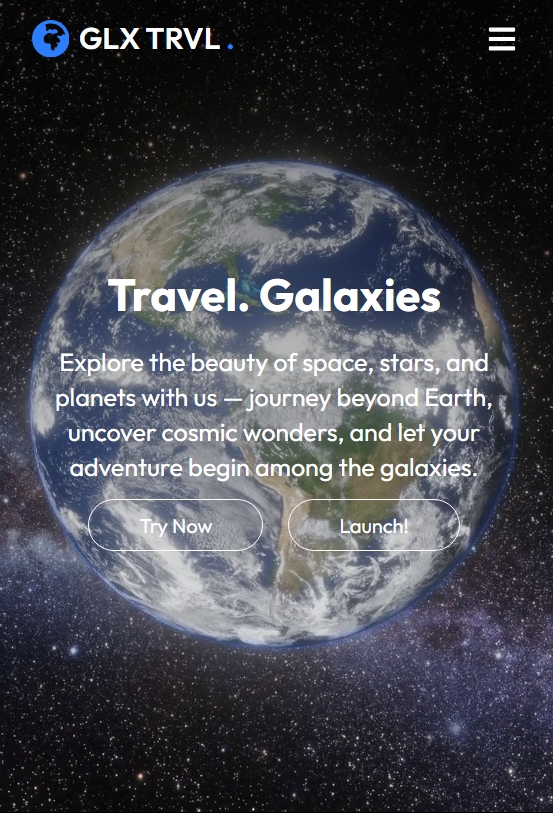 GLX TRVL .
Travel. Galaxies
Explore the beauty of space, stars, and
planets with us — journey beyond Earth,
uncover cosmic wonders, and let your
adventure begin among the galaxies.
Try Now
Launch!